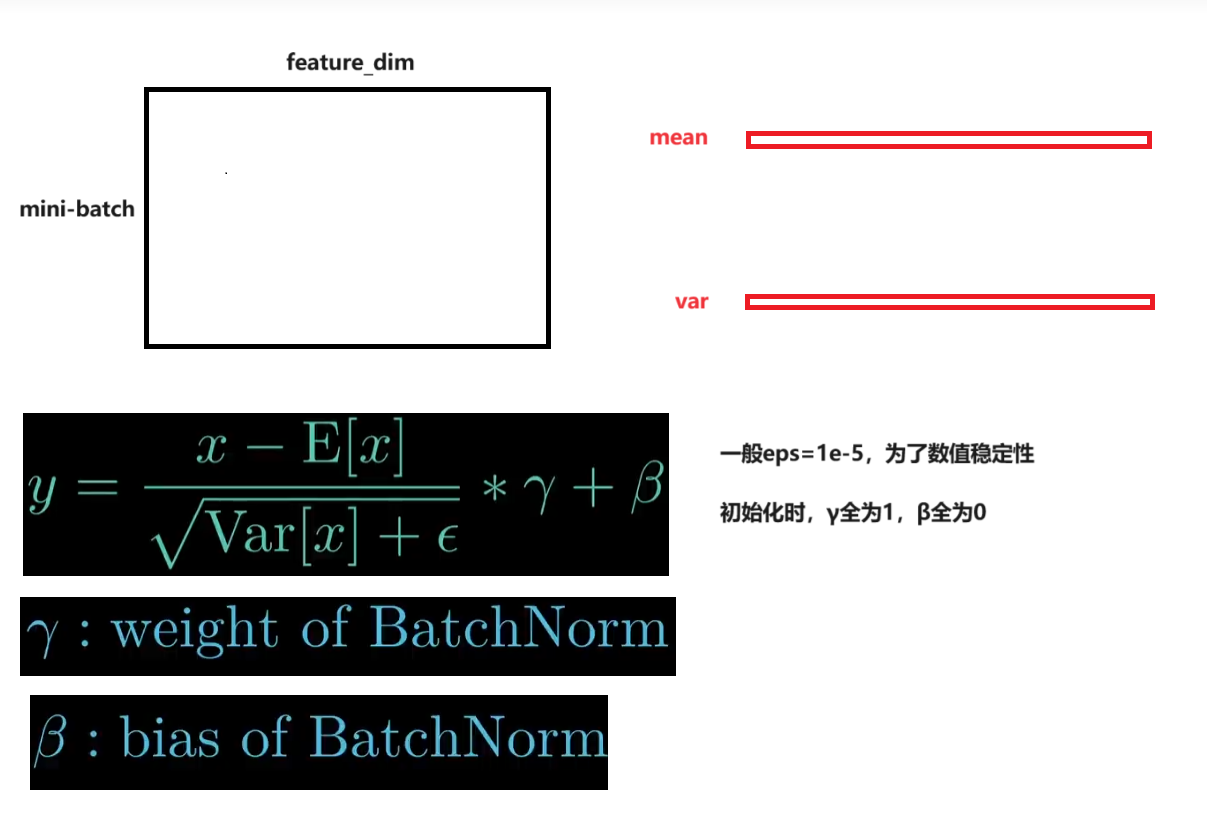 feature_dim
mean
mini-batch
var
y = \frac{x - \mathrm{E}[x]}{\sqrt{\mathrm{Var}[x] + \epsilon}} * \gamma + \beta
一般eps=1e-5，为了数值稳定性
初始化时，γ全为1，β全为0
γ : weight of BatchNorm
β : bias of BatchNorm